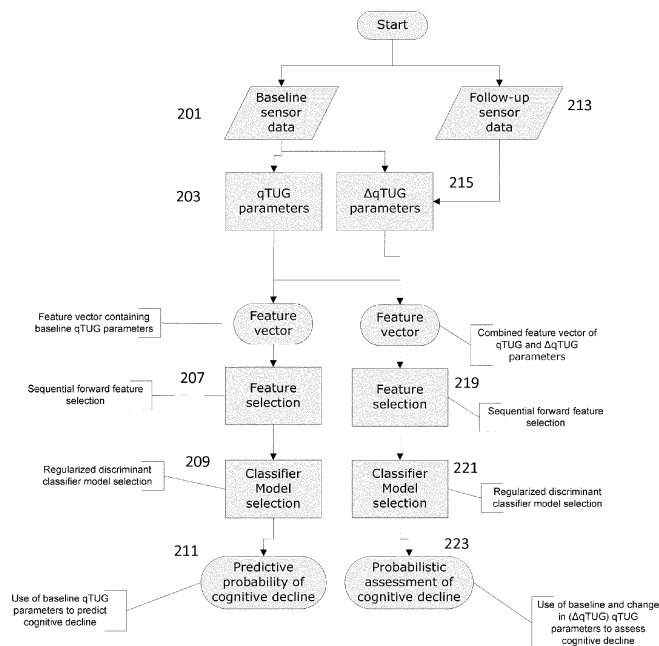 Start
Baseline
sensor
data
201
Follow-up
sensor
data
213
qTUG
parameters
203
ΔqTUG
parameters
215
Feature vector containing
baseline qTUG parameters
Feature
vector
Feature
vector
Combined feature vector of
qTUG and ΔqTUG
parameters
207
Sequential forward feature
selection
Feature
selection
Feature
selection
219
Sequential forward feature
selection
209
Regularized discriminant
classifier model selection
Classifier
Model
selection
Classifier
Model
selection
221
Regularized discriminant
classifier model selection
211
Predictive
probability of
cognitive decline
223
Probabilistic
assessment of
cognitive decline
Use of baseline qTUG
parameters to predict
cognitive decline
Use of baseline and change
in (ΔqTUG) qTUG
parameters to assess
cognitive decline